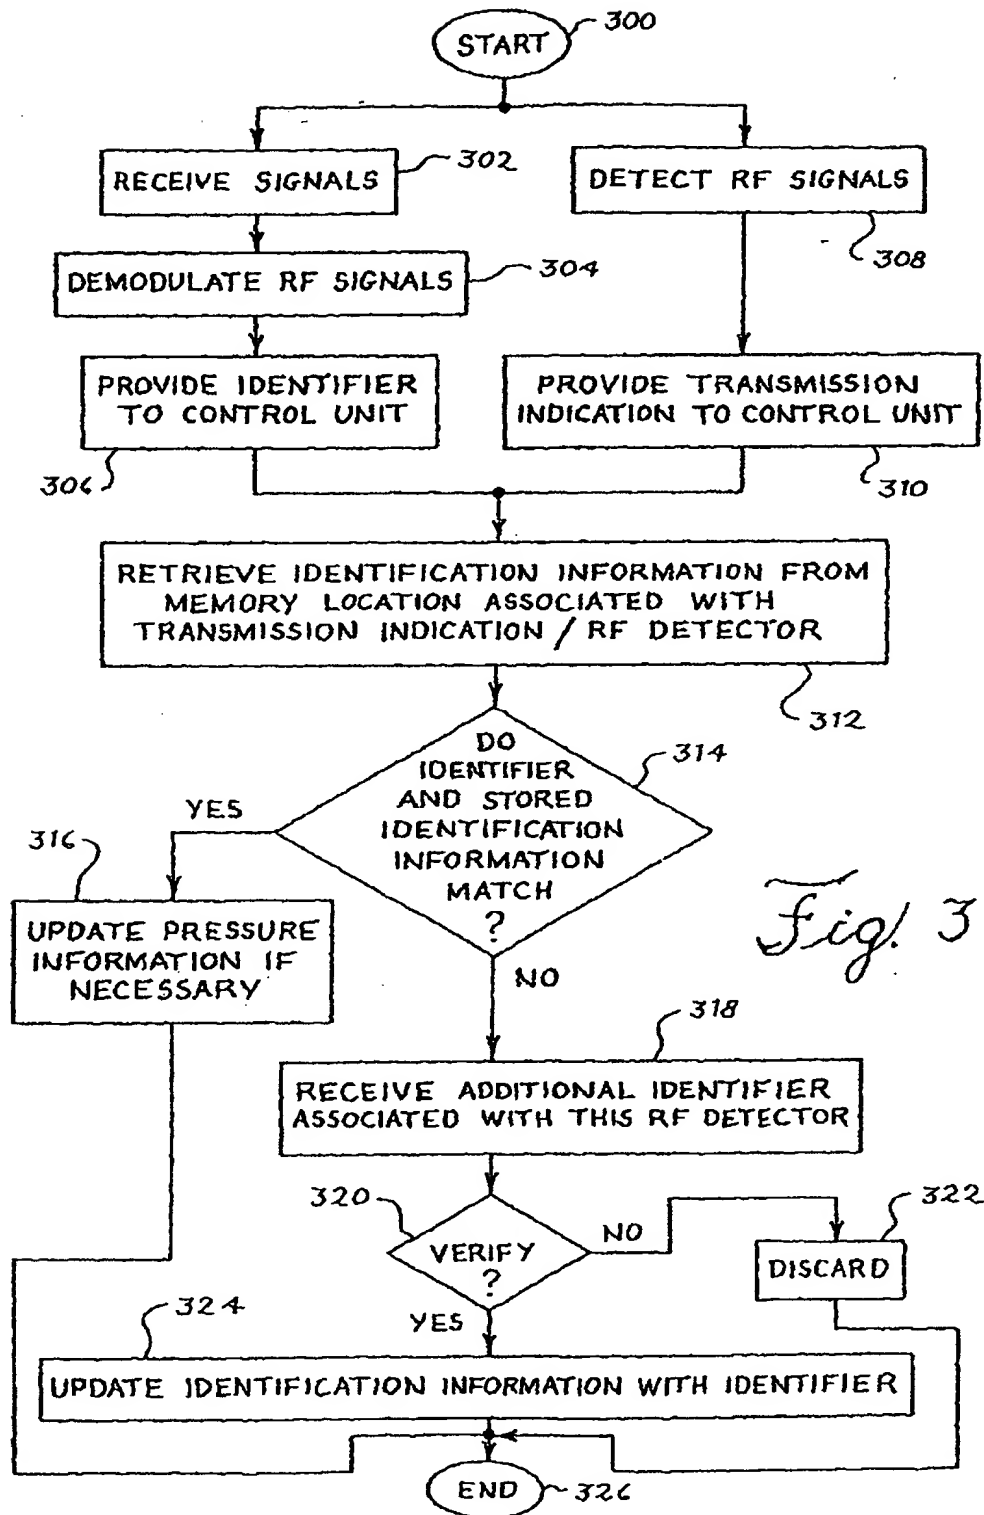 START
300
RECEIVE SIGNALS
302
DETECT RF SIGNALS
308
DEMODULATE RF SIGNALS
304
PROVIDE IDENTIFIER
TO CONTROL UNIT
306
PROVIDE TRANSMISSION
INDICATION TO CONTROL UNIT
310
RETRIEVE IDENTIFICATION INFORMATION FROM
MEMORY LOCATION ASSOCIATED WITH
TRANSMISSION INDICATION / RF DETECTOR
312
DO
IDENTIFIER
AND STORED
IDENTIFICATION
INFORMATION
MATCH
?
314
YES
316
UPDATE PRESSURE
INFORMATION IF
NECESSARY
NO
Fig. 3
318
RECEIVE ADDITIONAL IDENTIFIER
ASSOCIATED WITH THIS RF DETECTOR
320
VERIFY
?
NO
322
DISCARD
YES
324
UPDATE IDENTIFICATION INFORMATION WITH IDENTIFIER
END
326